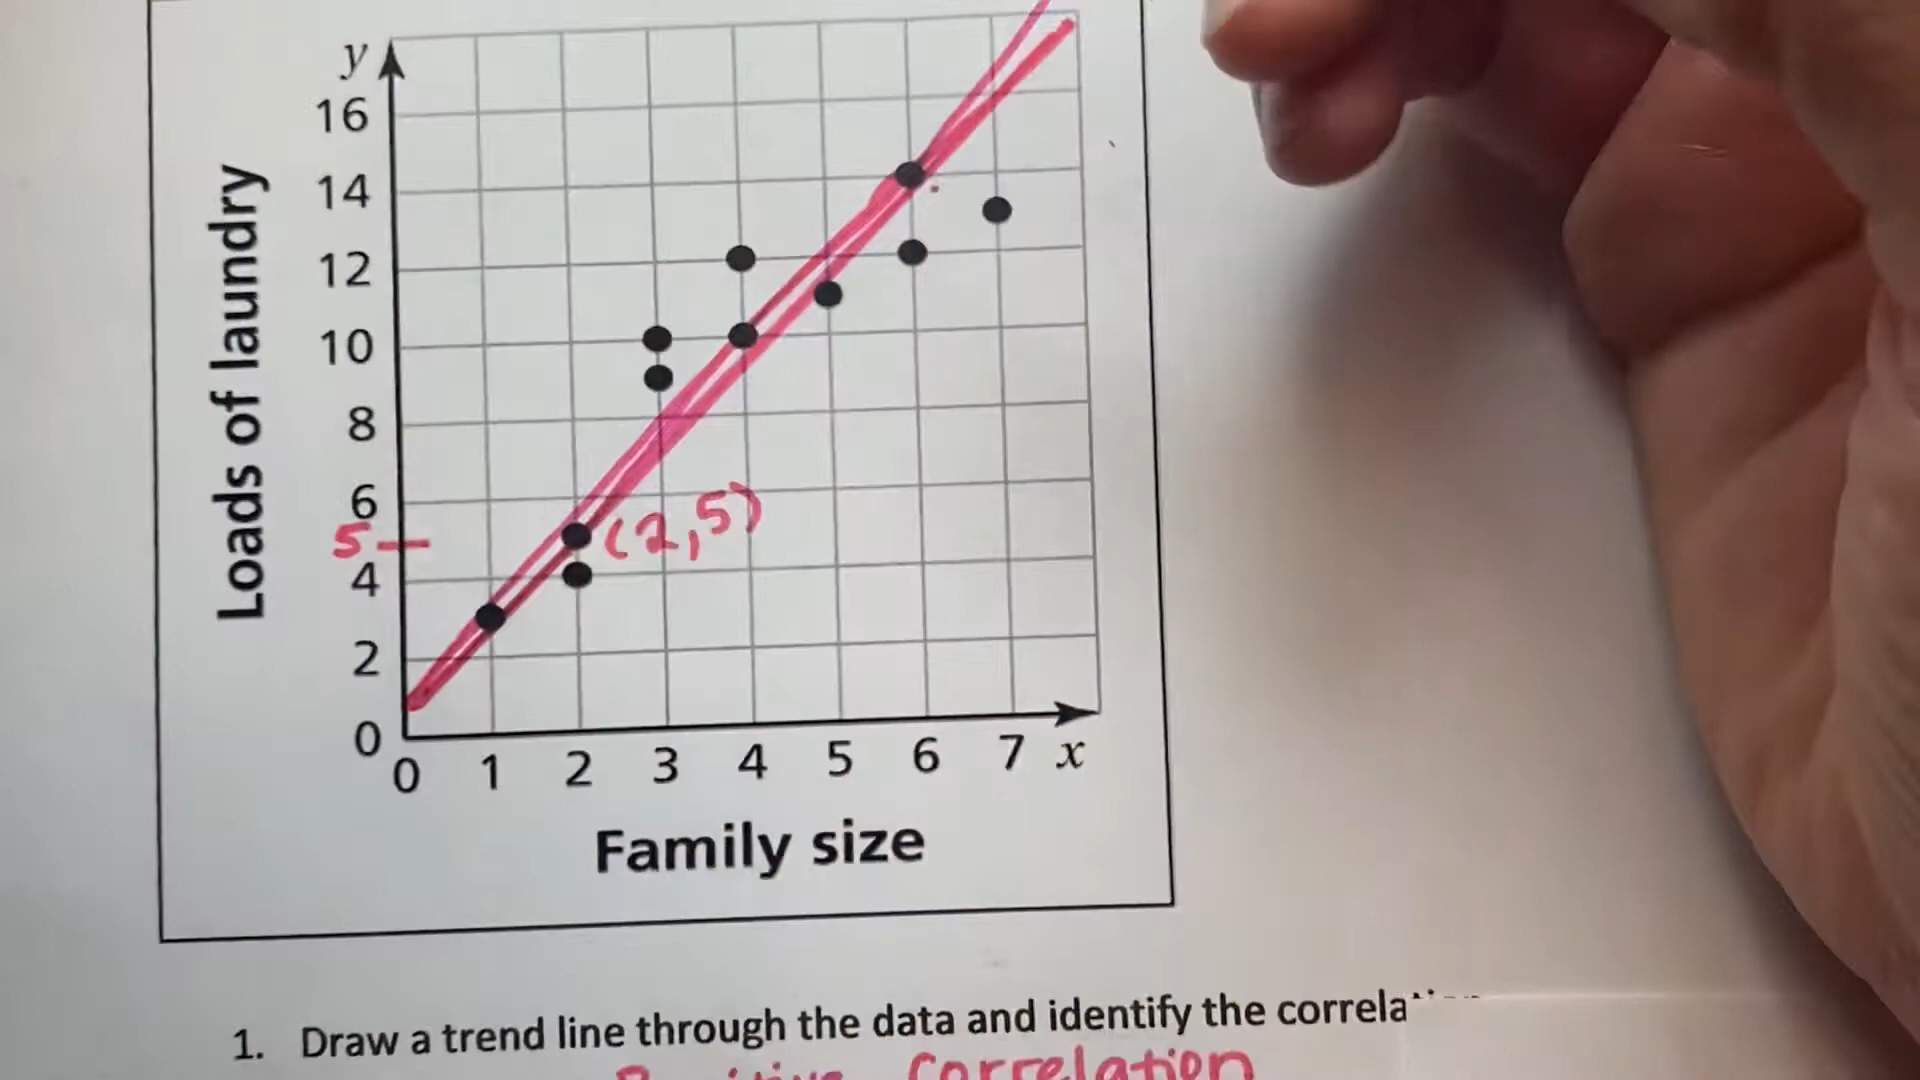 y
16
14
12
10
8
6
5
4
2
0
Loads of laundry
(2,5)
0 1 2 3 4 5 6 7 x
Family size
1. Draw a trend line through the data and identify the
Correlation